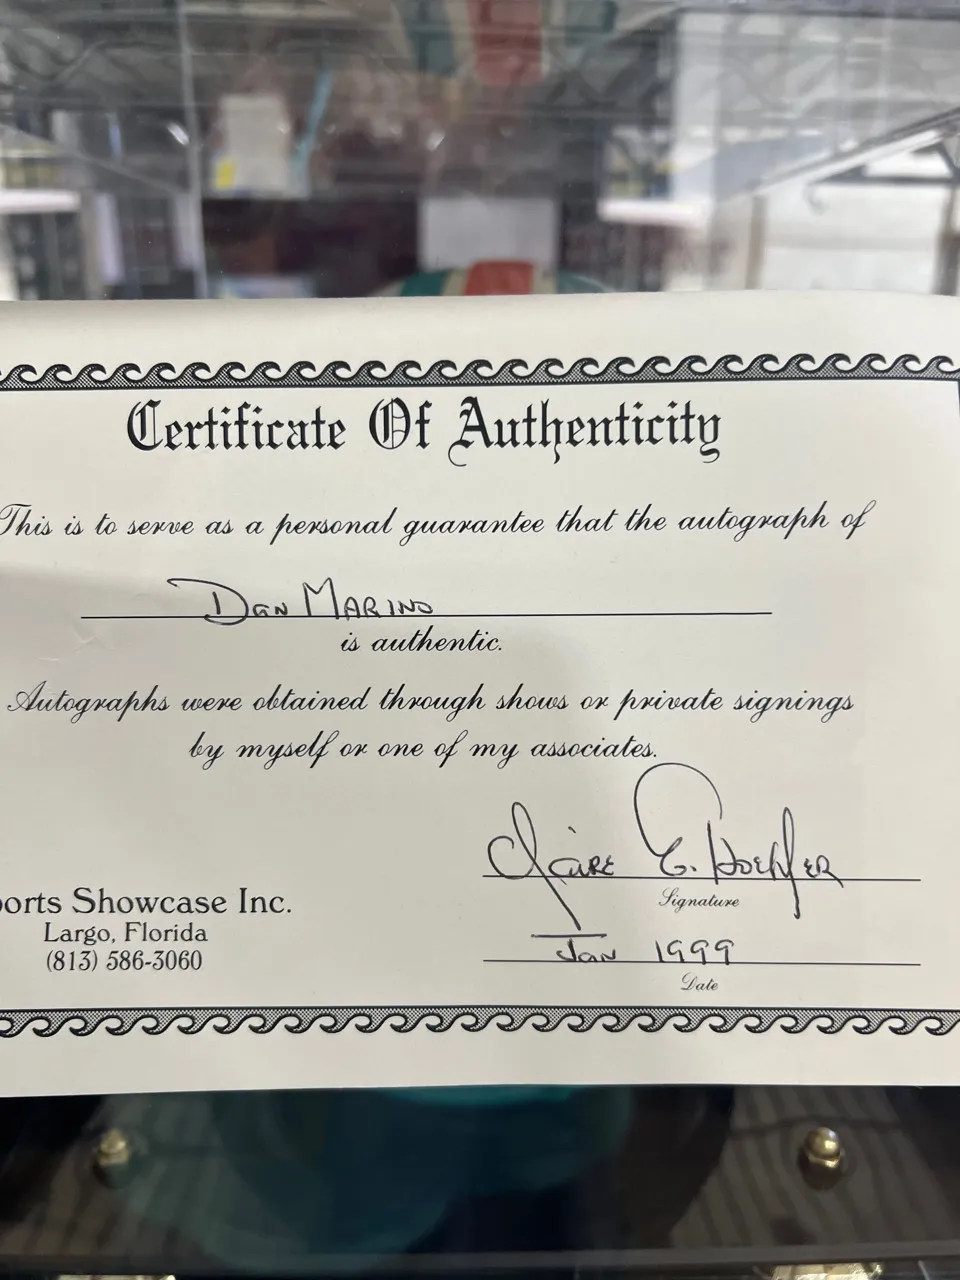 Certificate Of Authenticity
This is to serve as a personal guarantee that the autograph of
Dan Marino
is authentic.
Autographs were obtained through shows or private signings
by myself or one of my associates.
Signature
orts Showcase Inc.
Largo, Florida
(813) 586-3060
Jan 1999
Date